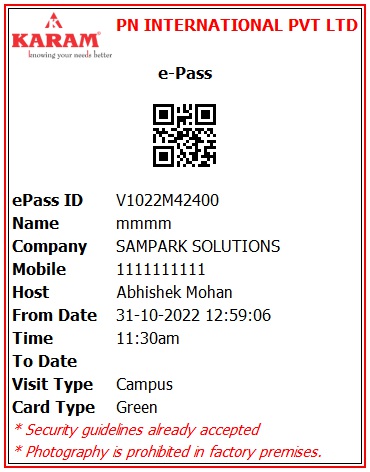 PN INTERNATIONAL PVT LTD
KARAM®
knowing your needs better
e-Pass
ePass ID V1022M42400
Name mmmm
Company SAMPARK SOLUTIONS
Mobile 1111111111
Host Abhishek Mohan
From Date 31-10-2022 12:59:06
Time 11:30am
To Date
Visit Type Campus
Card Type Green
* Security guidelines already accepted
* Photography is prohibited in factory premises.